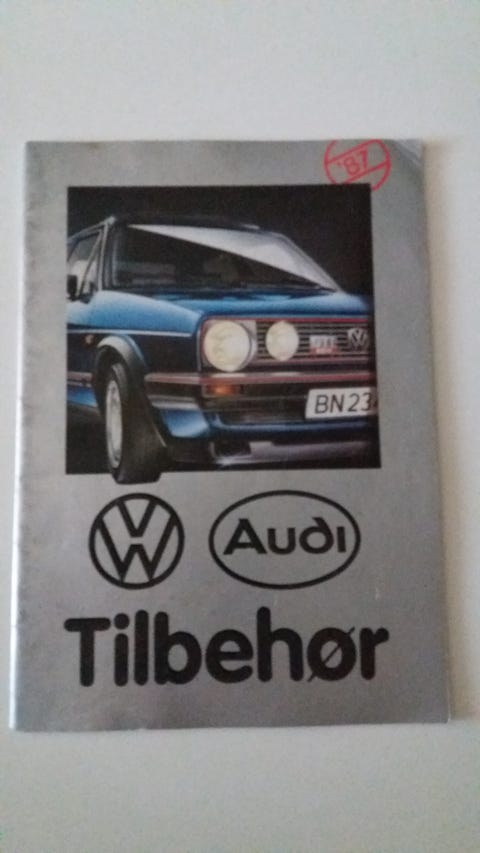 '87
GTI
BN 23
VW
Audi
Tilbehør